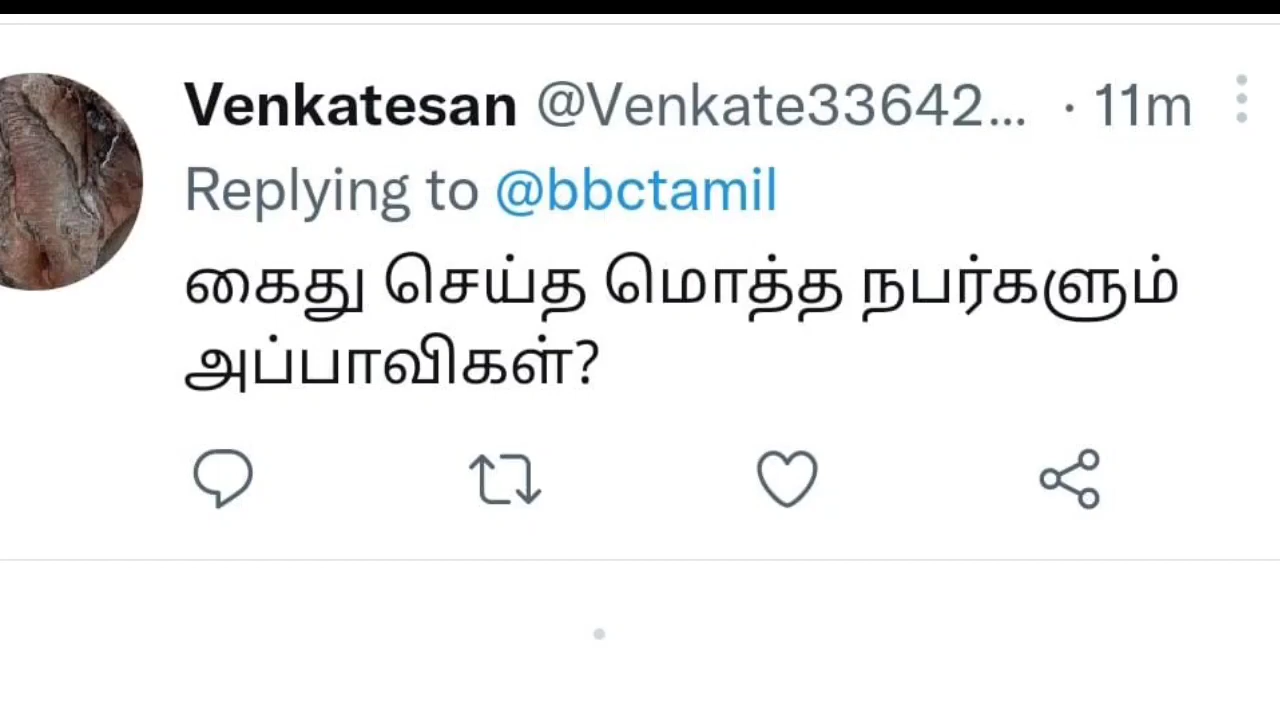 Venkatesan @Venkate33642... · 11m
Replying to @bbctamil
கைது செய்த மொத்த நபர்களும்
அப்பாவிகள்?